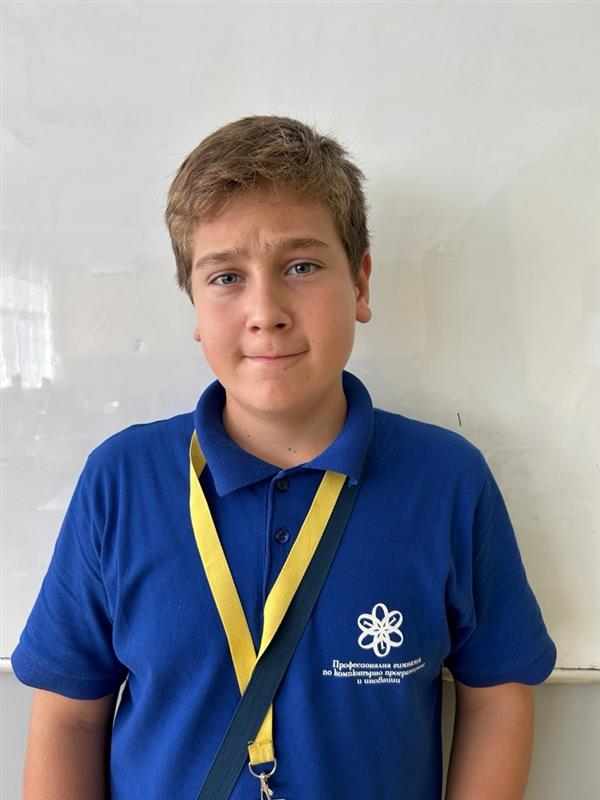 Професионална гимназия
по компютърно програмиране
и иновации